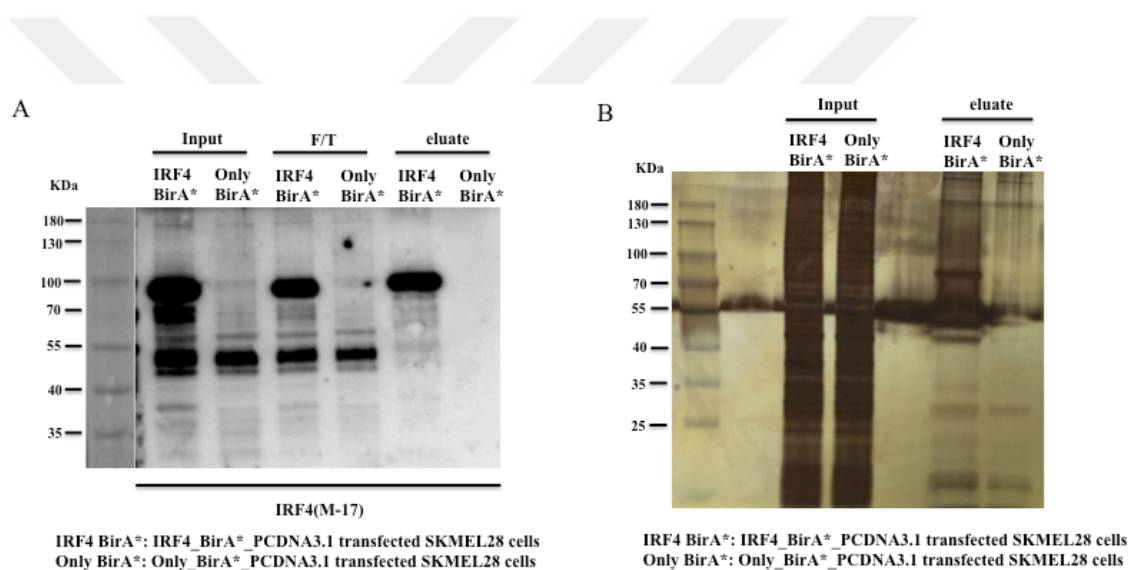 A
Input F/T eluate
IRF4 Only IRF4 Only IRF4 Only
BirA* BirA* BirA* BirA* BirA* BirA*
KDa
180
130
100
70
55
40
35
IRF4(M-17)
IRF4 BirA*: IRF4_BirA*_PCDNA3.1 transfected SKMEL28 cells
Only BirA*: Only_BirA*_PCDNA3.1 transfected SKMEL28 cells
B
Input eluate
IRF4 Only IRF4 Only
BirA* BirA* BirA* BirA*
KDa
180
130
100
70
55
40
35
25
IRF4 BirA*: IRF4_BirA*_PCDNA3.1 transfected SKMEL28 cells
Only BirA*: Only_BirA*_PCDNA3.1 transfected SKMEL28 cells